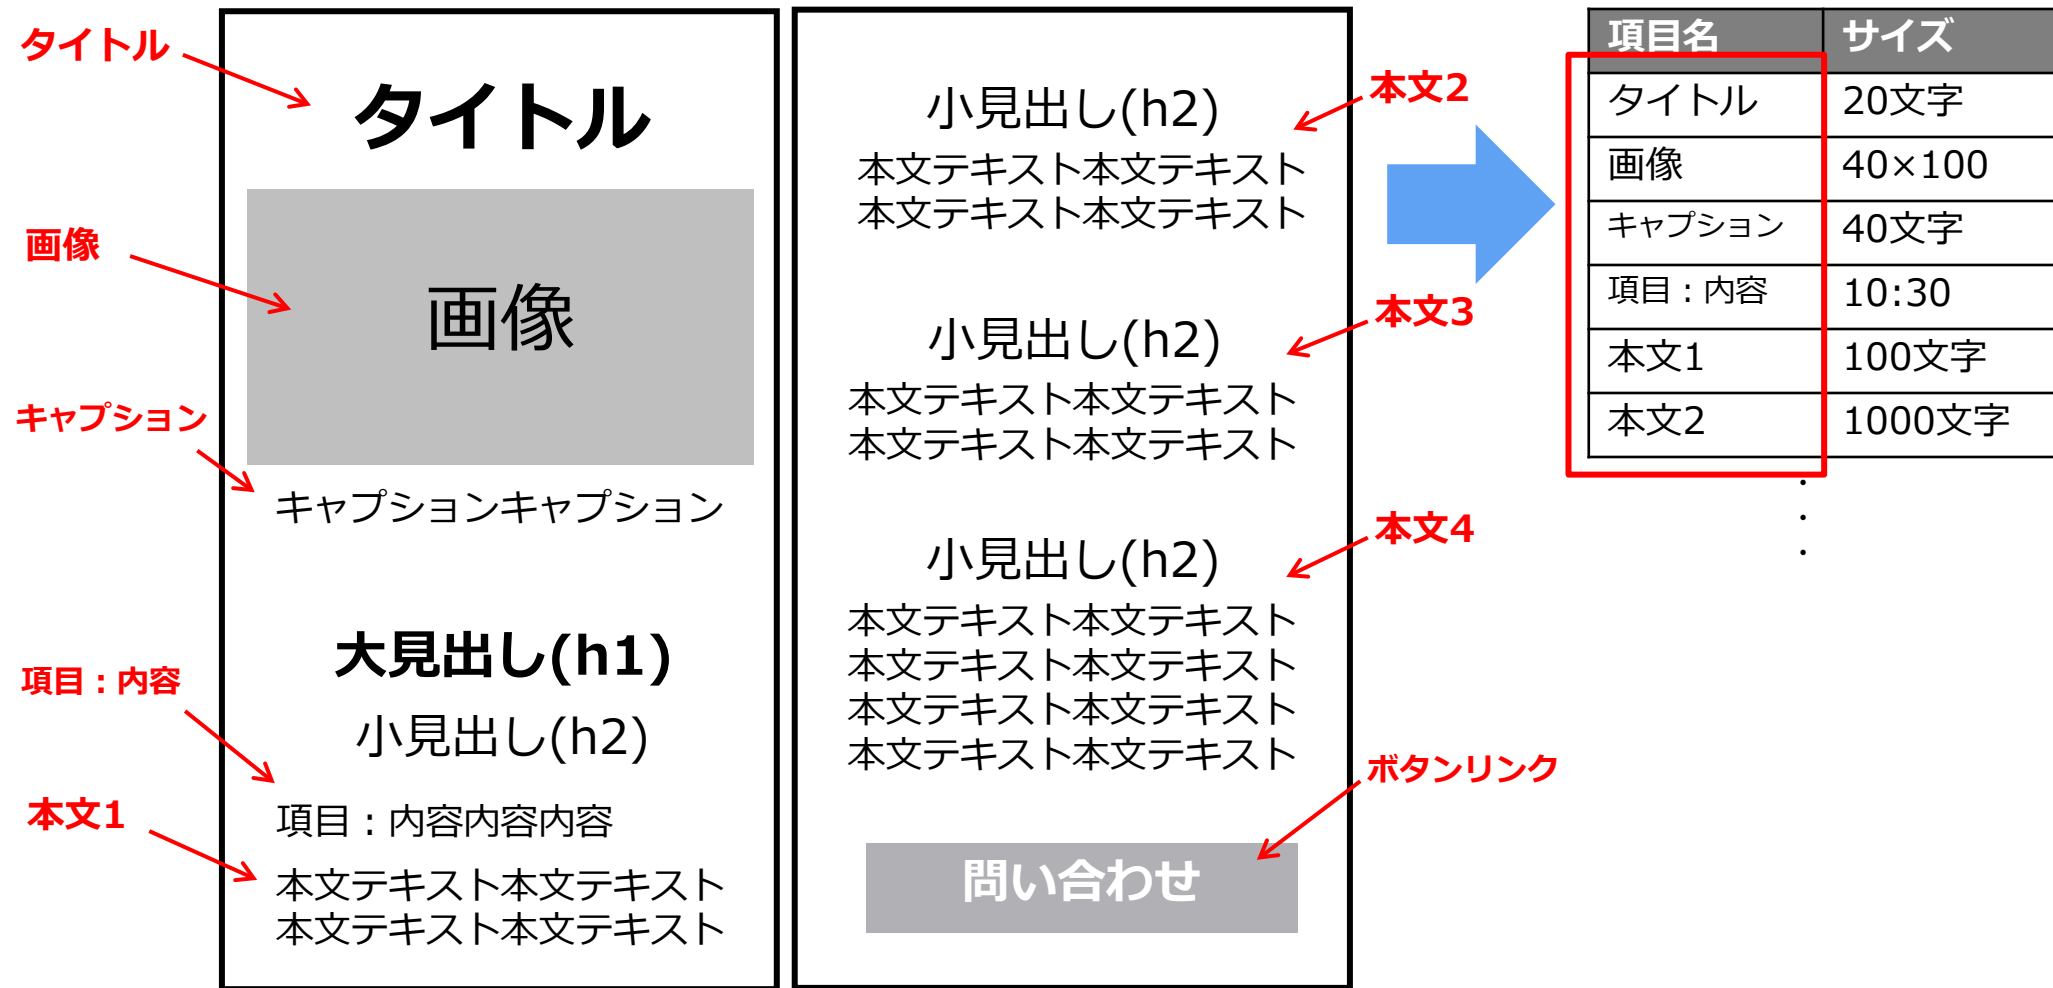 タイトル
画像
キャプション
項目：内容
本文1
タイトル
画像
キャプションキャプション
大見出し(h1)
小見出し(h2)
項目：内容内容内容
本文テキスト本文テキスト
本文テキスト本文テキスト
小見出し(h2)
本文テキスト本文テキスト
本文テキスト本文テキスト
小見出し(h2)
本文テキスト本文テキスト
本文テキスト本文テキスト
小見出し(h2)
本文テキスト本文テキスト
本文テキスト本文テキスト
本文テキスト本文テキスト
本文テキスト本文テキスト
問い合わせ
本文2
本文3
本文4
ボタンリンク
項目名 サイズ
タイトル 20文字
画像 40×100
キャプション 40文字
項目：内容 10:30
本文1 100文字
本文2 1000文字
．
．
．